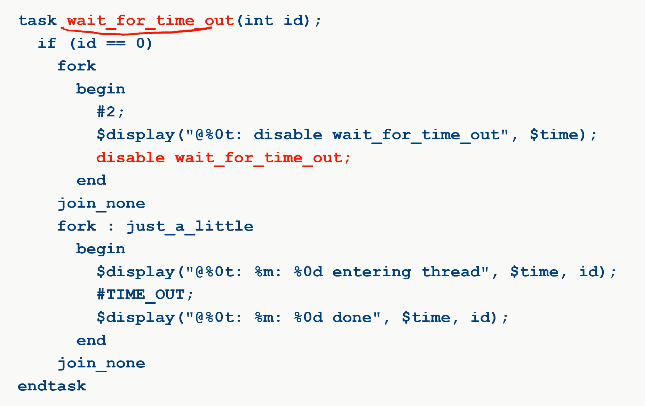 task wait_for_time_out(int id);
if (id == 0)
fork
begin
#2;
$display("@%0t: disable wait_for_time_out", $time);
disable wait_for_time_out;
end
join_none
fork : just_a_little
begin
$display("@%0t: %m: %0d entering thread", $time, id);
#TIME_OUT;
$display("@%0t: %m: %0d done", $time, id);
end
join_none
endtask